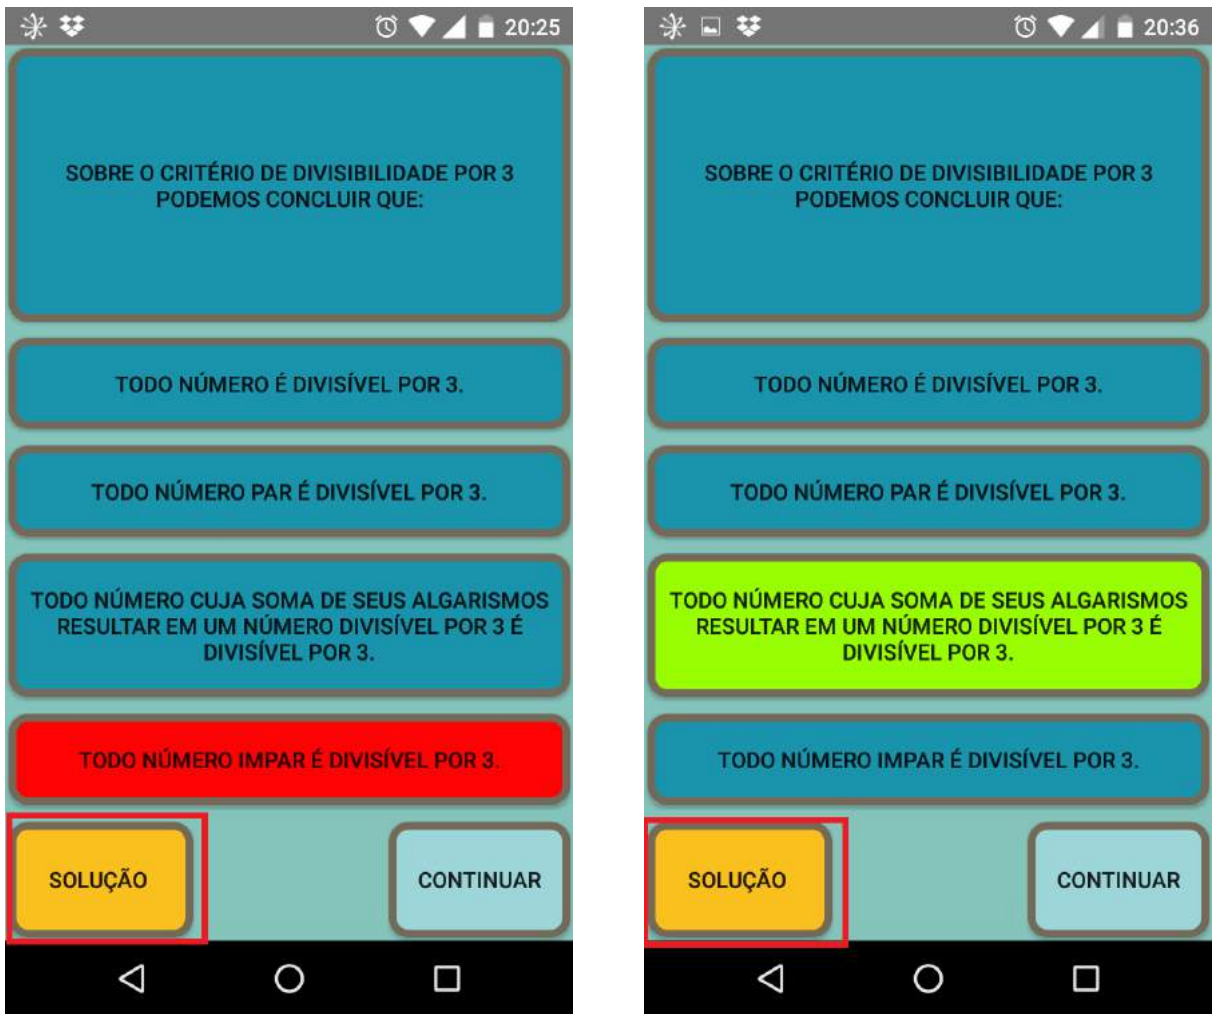 20:25
SOBRE O CRITÉRIO DE DIVISIBILIDADE POR 3
PODEMOS CONCLUIR QUE:
TODO NÚMERO É DIVISÍVEL POR 3.
TODO NÚMERO PAR É DIVISÍVEL POR 3.
TODO NÚMERO CUJA SOMA DE SEUS ALGARISMOS
RESULTAR EM UM NÚMERO DIVISÍVEL POR 3 É
DIVISÍVEL POR 3.
TODO NÚMERO IMPAR É DIVISÍVEL POR 3.
SOLUÇÃO
CONTINUAR
20:36
SOBRE O CRITÉRIO DE DIVISIBILIDADE POR 3
PODEMOS CONCLUIR QUE:
TODO NÚMERO É DIVISÍVEL POR 3.
TODO NÚMERO PAR É DIVISÍVEL POR 3.
TODO NÚMERO CUJA SOMA DE SEUS ALGARISMOS
RESULTAR EM UM NÚMERO DIVISÍVEL POR 3 É
DIVISÍVEL POR 3.
TODO NÚMERO IMPAR É DIVISÍVEL POR 3.
SOLUÇÃO
CONTINUAR